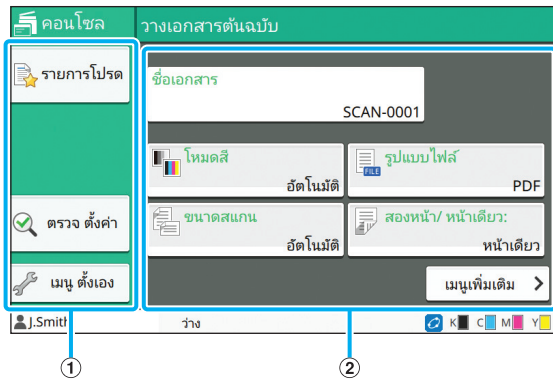 คอนโซล
วางเอกสารต้นฉบับ
รายการโปรด
ตรวจ ตั้งค่า
เมนู ตั้งเอง
ชื่อเอกสาร
SCAN-0001
โหมดสี
อัตโนมัติ
รูปแบบไฟล์
FILE
PDF
ขนาดสแกน
อัตโนมัติ
สองหน้า/ หน้าเดียว:
หน้าเดียว
เมนูเพิ่มเติม
J.Smith
ว่าง
K C M Y
1
2